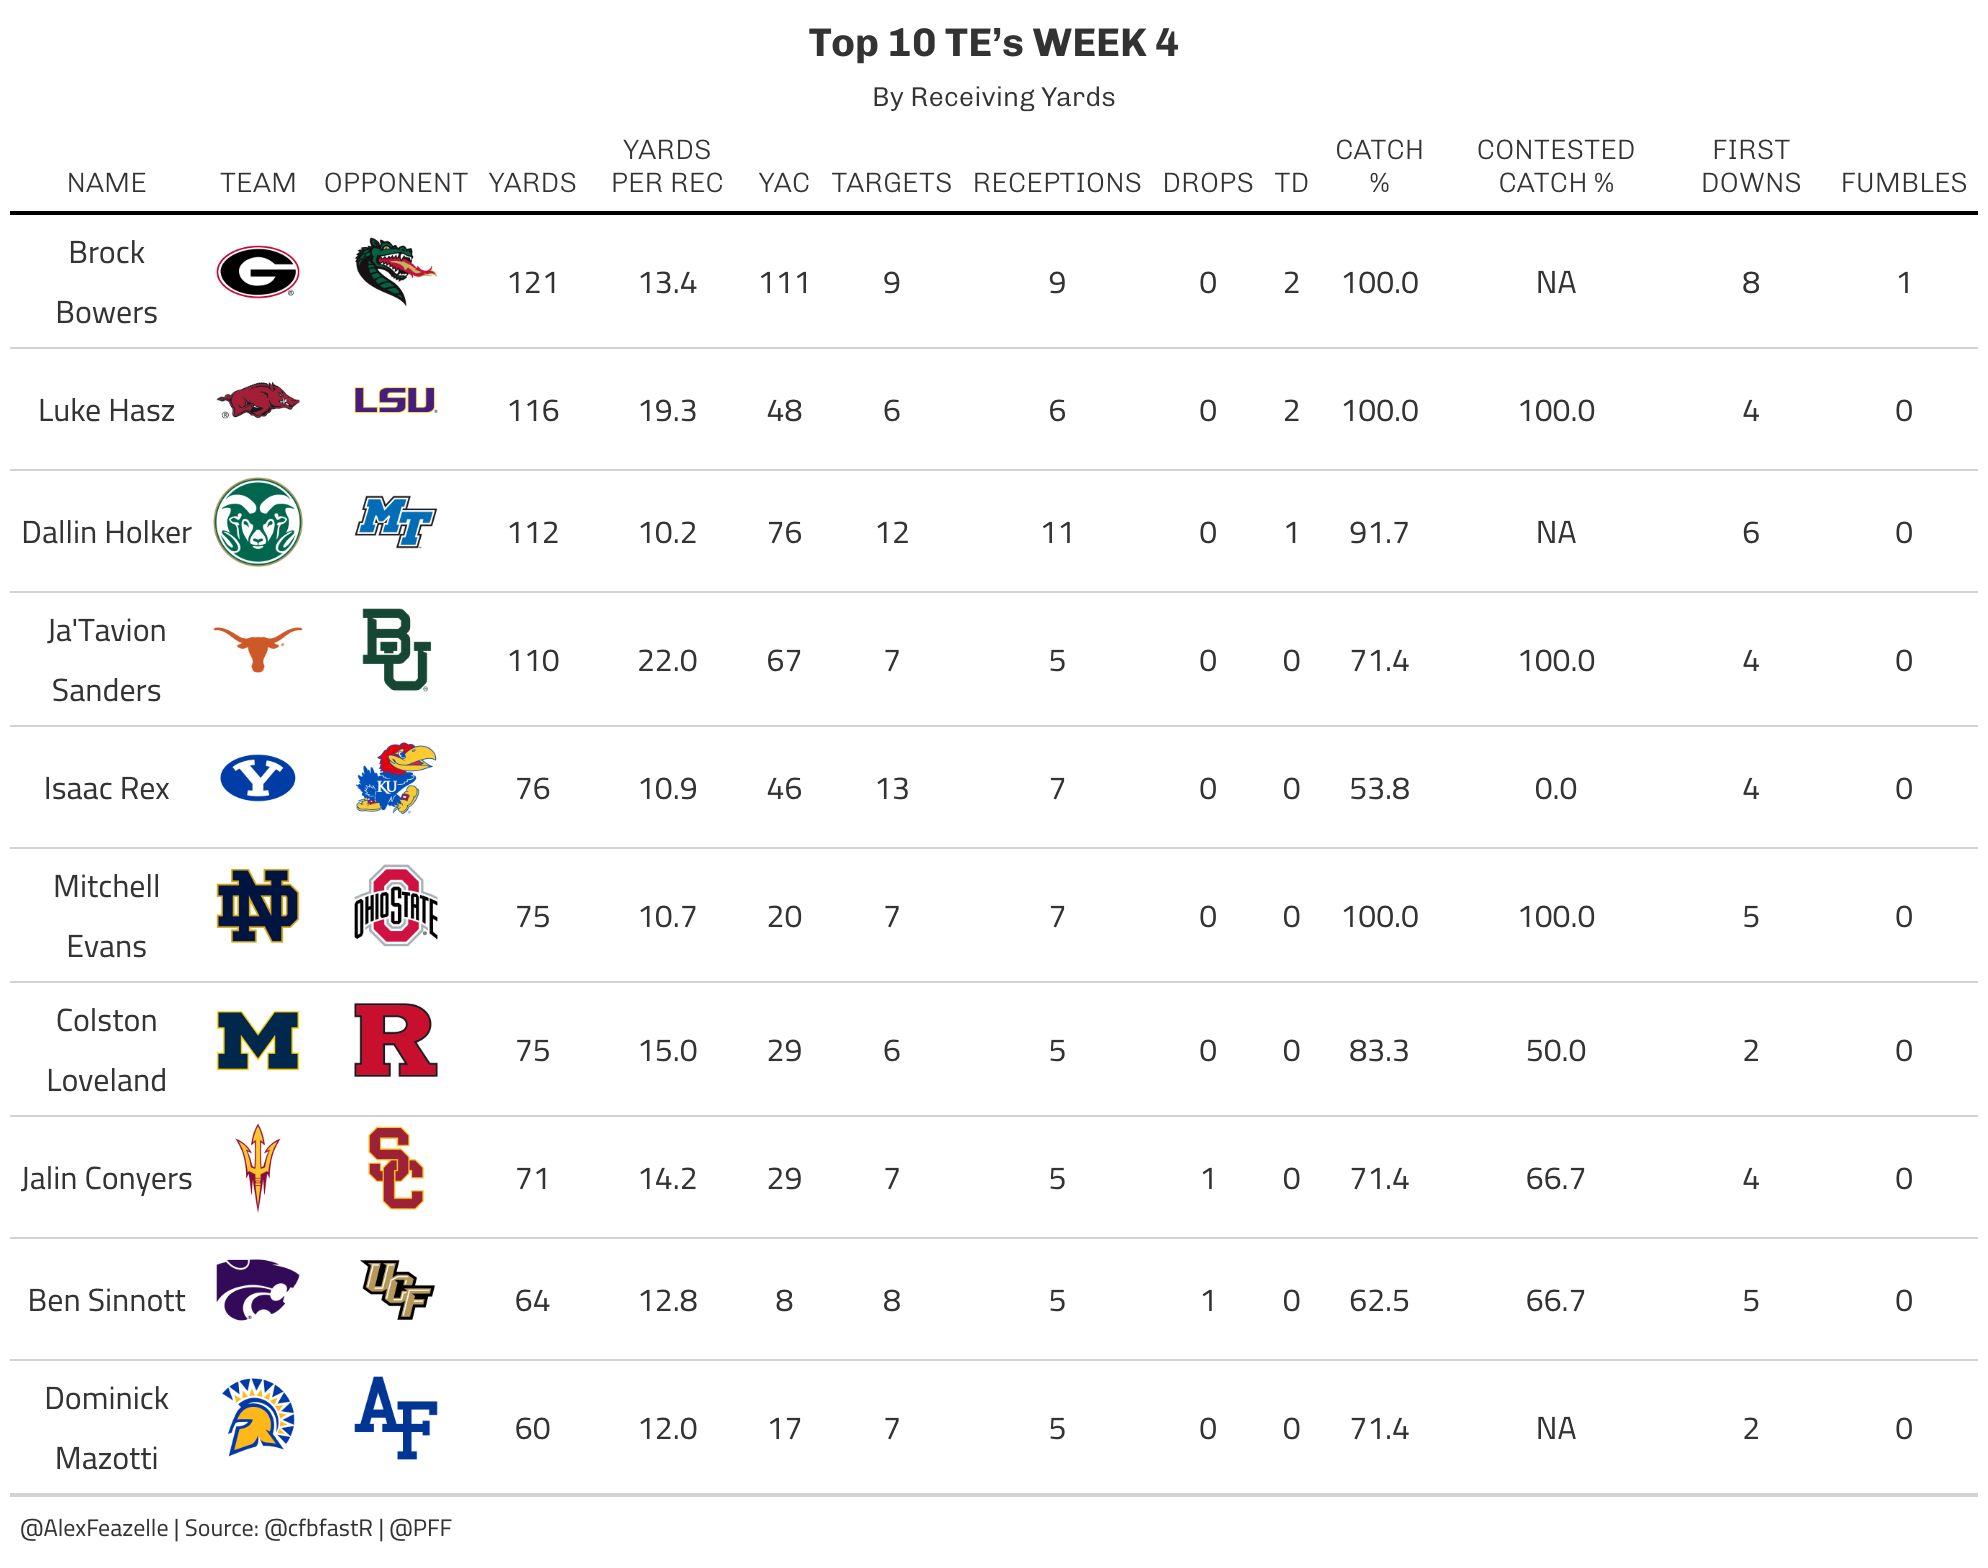 Top 10 TE’s WEEK 4
By Receiving Yards
NAME TEAM OPPONENT YARDS YARDS PER REC YAC TARGETS RECEPTIONS DROPS TD CATCH % CONTESTED CATCH % FIRST DOWNS FUMBLES
Brock Bowers G 121 13.4 111 9 9 0 2 100.0 NA 8 1
Luke Hasz LSU 116 19.3 48 6 6 0 2 100.0 100.0 4 0
Dallin Holker MT 112 10.2 76 12 11 0 1 91.7 NA 6 0
Ja'Tavion Sanders BU 110 22.0 67 7 5 0 0 71.4 100.0 4 0
Isaac Rex Y KU 76 10.9 46 13 7 0 0 53.8 0.0 4 0
Mitchell Evans ND OHIO STATE 75 10.7 20 7 7 0 0 100.0 100.0 5 0
Colston Loveland M R 75 15.0 29 6 5 0 0 83.3 50.0 2 0
Jalin Conyers SC 71 14.2 29 7 5 1 0 71.4 66.7 4 0
Ben Sinnott UCF 64 12.8 8 8 5 1 0 62.5 66.7 5 0
Dominick Mazotti AF 60 12.0 17 7 5 0 0 71.4 NA 2 0
@AlexFeazelle | Source: @cfbfastR | @PFF